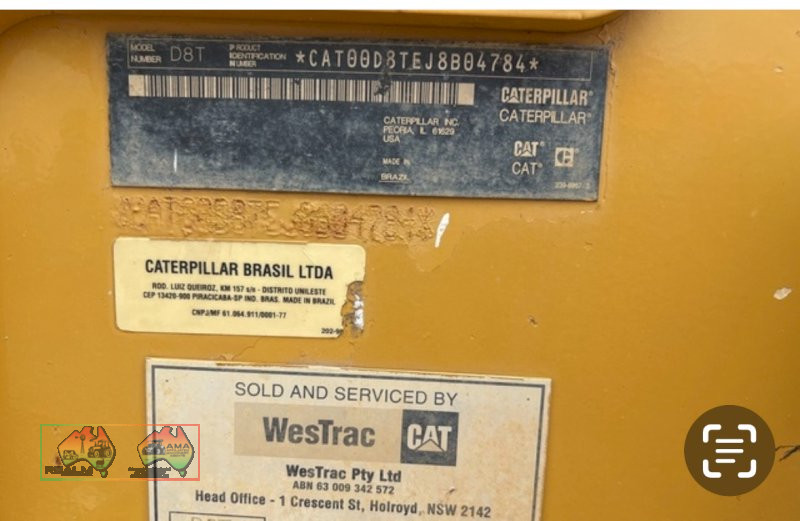 MODEL NUMBER D8T PRODUCT IDENTIFICATION NUMBER *CAT00D8TEJ8B04784*
CATERPILLAR®
CATERPILLAR®
CATERPILLAR INC.
PEORIA, IL 61629
USA
CAT®
CAT®
MADE IN
BRAZIL
CATERPILLAR BRASIL LTDA
ROD. LUIZ QUEIROZ, KM 157 s/n - DISTRITO UNILESTE
CEP 13420-900 PIRACICABA-SP IND. BRAS. MADE IN BRAZIL
CNPJ/MF 61.064.911/0001-77
SOLD AND SERVICED BY
WesTrac CAT
WesTrac Pty Ltd
ABN 63 009 342 572
Head Office - 1 Crescent St, Holroyd, NSW 2142
D8T
REALM
AMA